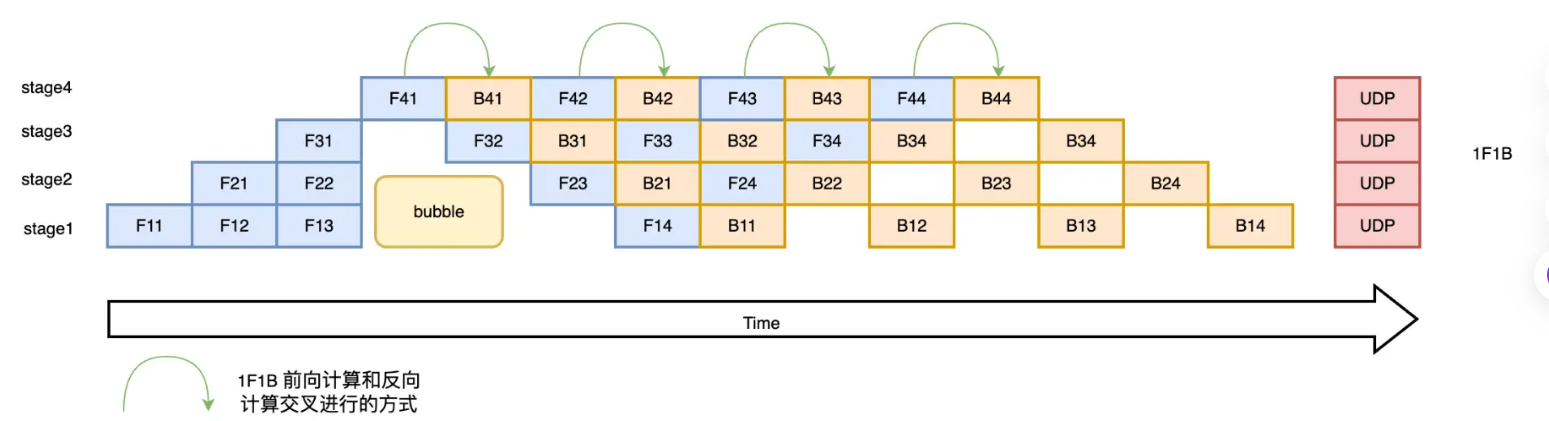 stage4
F41 B41 F42 B42 F43 B43 F44 B44 UDP
stage3
F31 F32 B31 F33 B32 F34 B34 B34 UDP
1F1B
stage2
F21 F22 F23 B21 F24 B22 B23 B24 UDP
bubble
stage1
F11 F12 F13 F14 B11 B12 B13 B14 UDP
Time
1F1B 前向计算和反向
计算交叉进行的方式